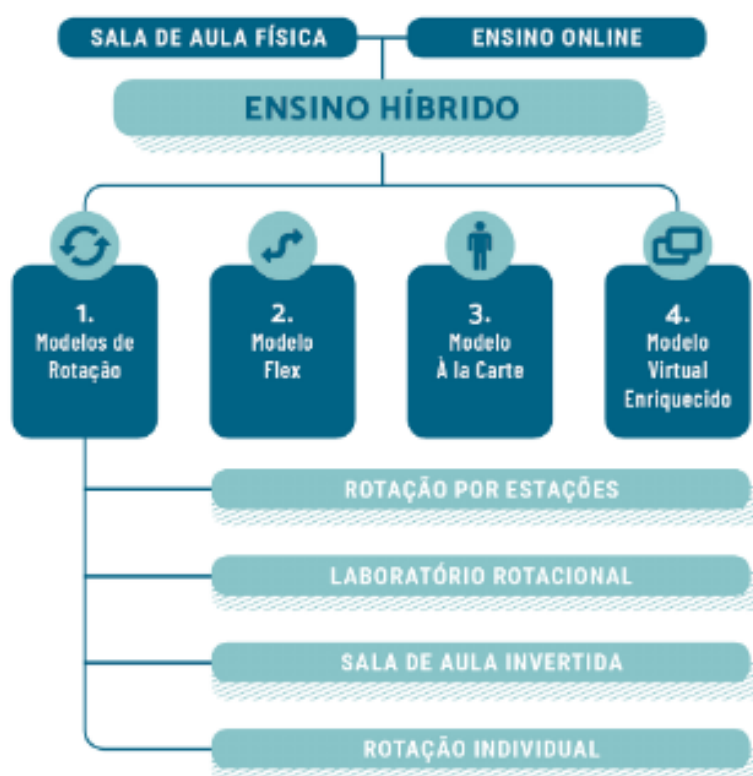 SALA DE AULA FÍSICA
ENSINO ONLINE
ENSINO HÍBRIDO
1.
Modelos de
Rotação
2.
Modelo
Flex
3.
Modelo
À la Carte
4.
Modelo
Virtual
Enriquecido
ROTAÇÃO POR ESTAÇÕES
LABORATÓRIO ROTACIONAL
SALA DE AULA INVERTIDA
ROTAÇÃO INDIVIDUAL